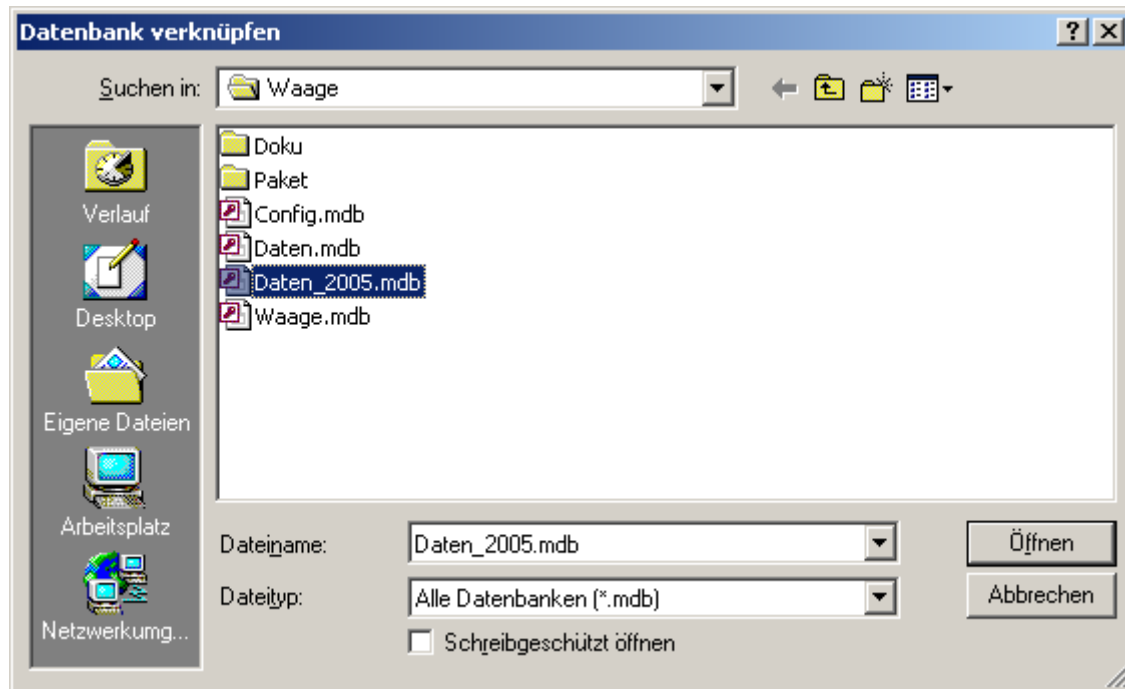 Datenbank verknüpfen
Suchen in: Waage
Verlauf
Desktop
Eigene Dateien
Arbeitsplatz
Netzwerkumg...
Doku
Paket
Config.mdb
Daten.mdb
Daten_2005.mdb
Waage.mdb
Dateiname: Daten_2005.mdb Öffnen
Dateityp: Alle Datenbanken (*.mdb) Abbrechen
Schreibgeschützt öffnen